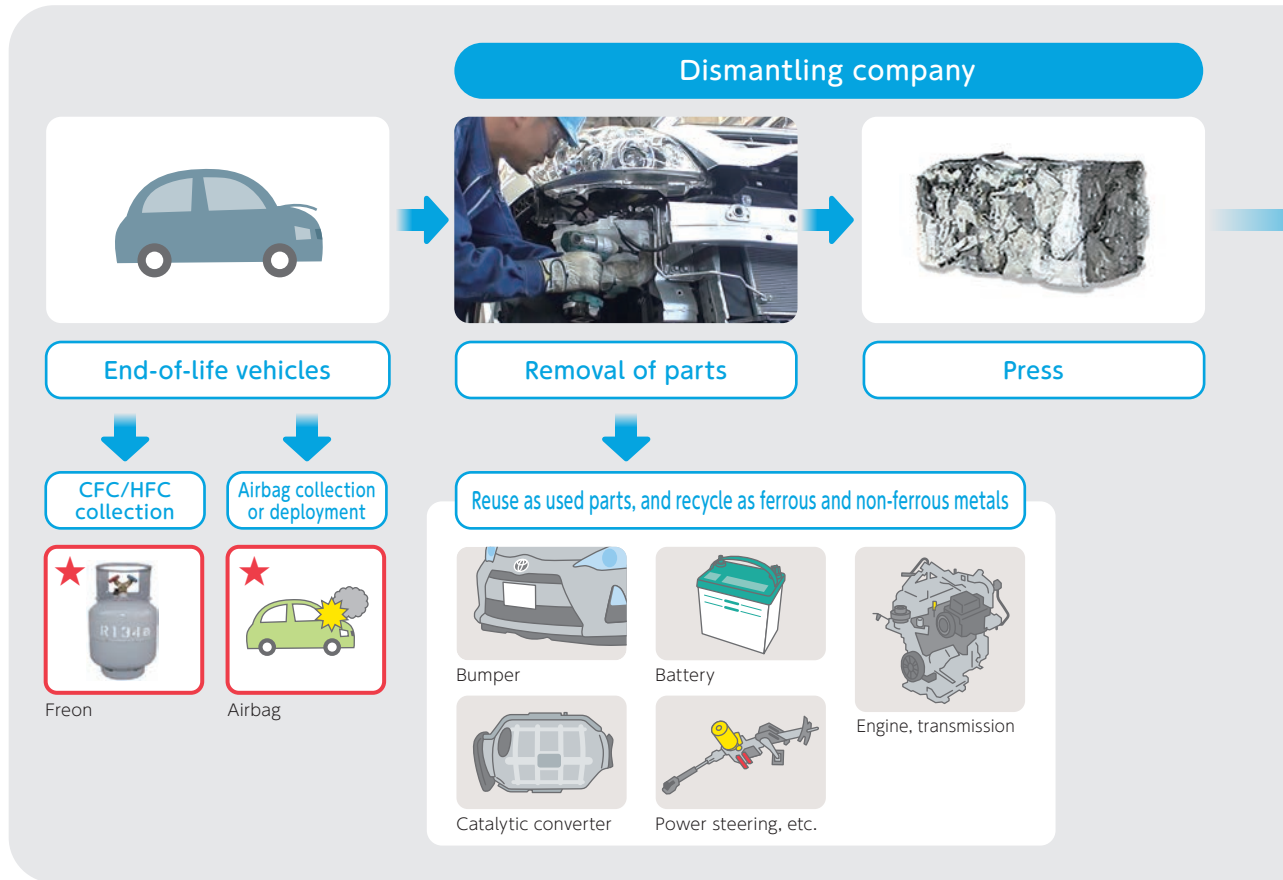 Dismantling company
End-of-life vehicles
Removal of parts
Press
CFC/HFC
collection
Airbag collection
or deployment
Reuse as used parts, and recycle as ferrous and non-ferrous metals
R134a
Freon
Airbag
Bumper
Battery
Engine, transmission
Catalytic converter
Power steering, etc.